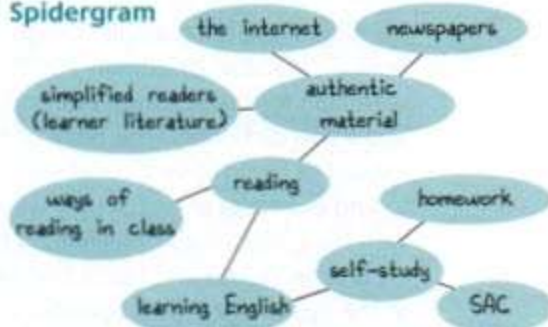 Spidergram
the internet
newspapers
simplified readers
(learner literature)
authentic
material
reading
ways of
reading in class
homework
self-study
learning English
SAC